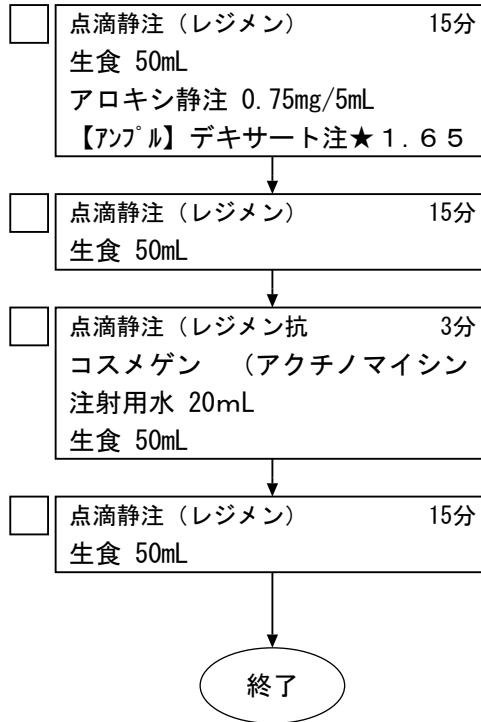 点滴静注（レジメン） 15分
生食 50mL
アロキシ静注 0.75mg/5mL
【ｱﾝﾌﾟﾙ】デキサート注★１.６５
点滴静注（レジメン） 15分
生食 50mL
点滴静注（レジメン抗 3分
コスメゲン　（アクチノマイシン
注射用水 20ｍL
生食 50mL
点滴静注（レジメン） 15分
生食 50mL
終了